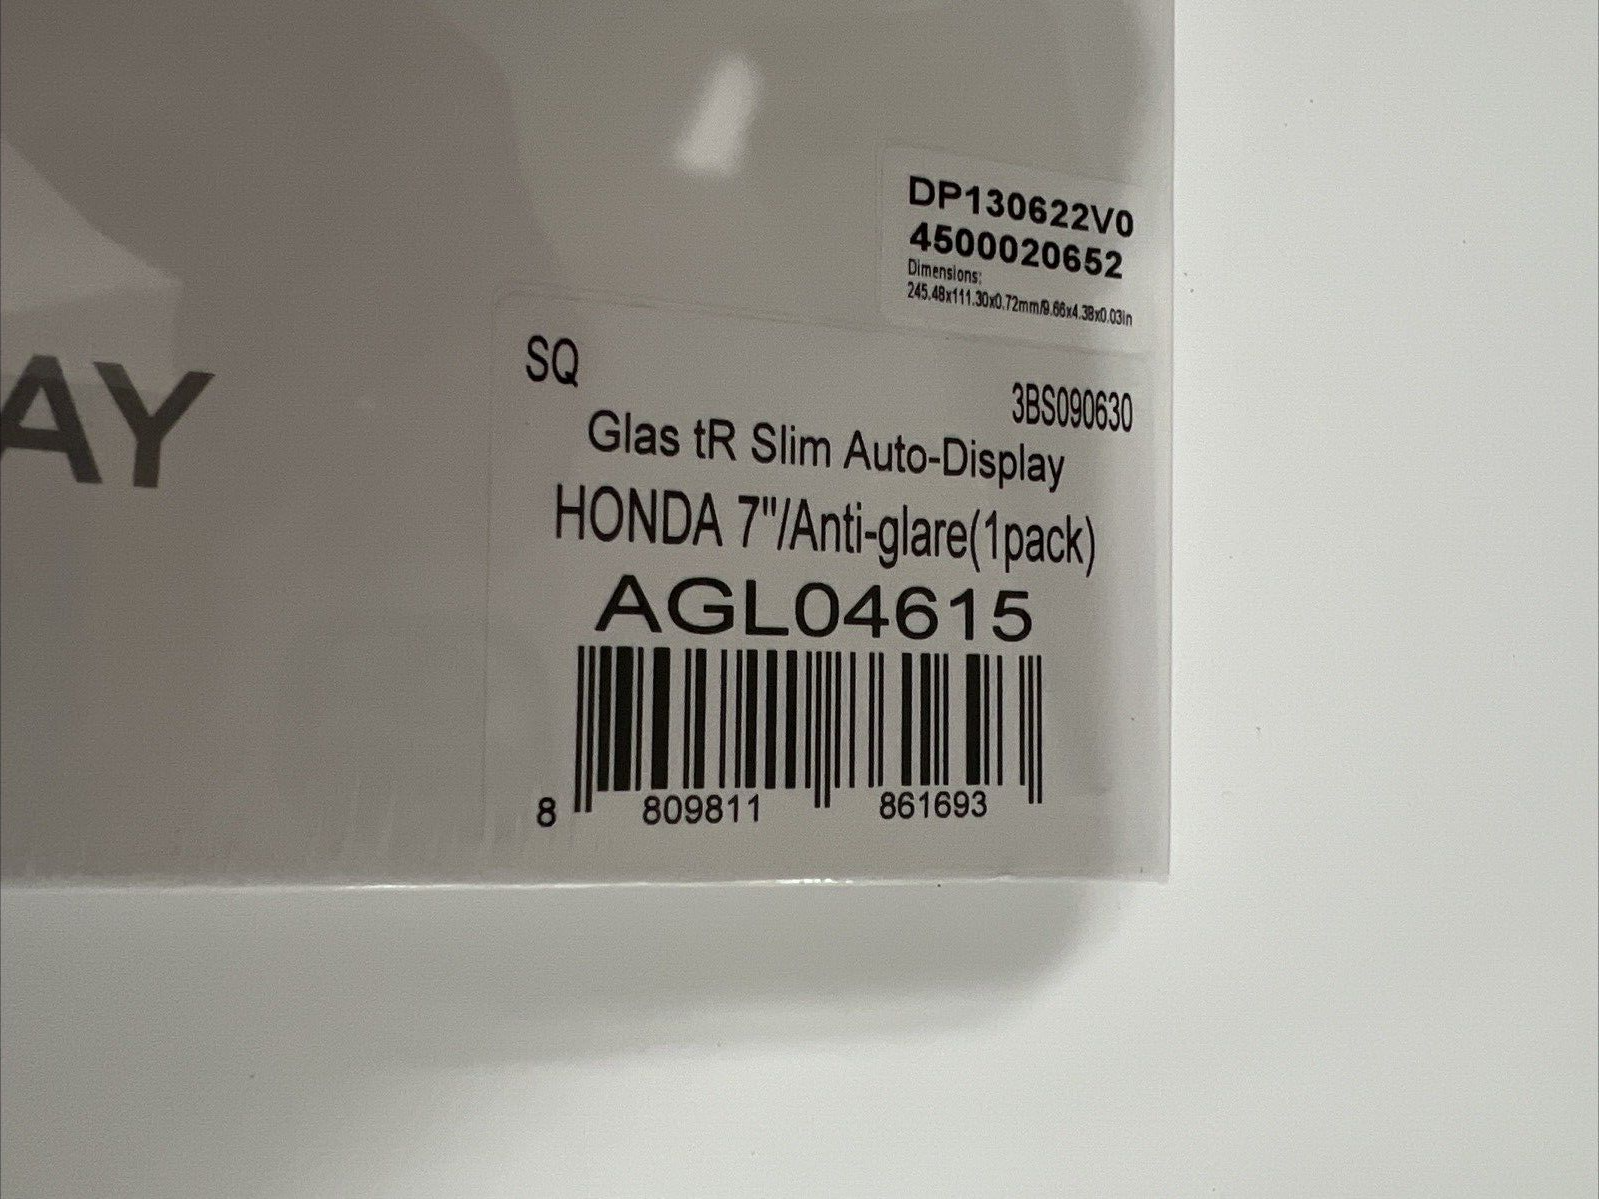 DP130622V0
4500020652
Dimensions:
245.48x111.30x0.72mm/9.66x4.38x0.03in
SQ
3BS090630
Glas tR Slim Auto-Display
HONDA 7"/Anti-glare(1pack)
AGL04615
8 809811 861693
AY